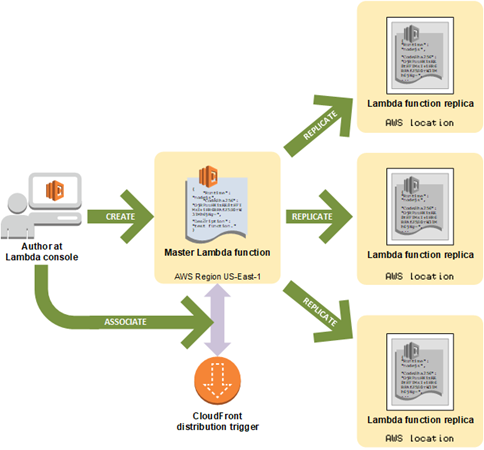 Author at
Lambda console
CREATE
ASSOCIATE
Master Lambda function
AWS Region US-East-1
CloudFront
distribution trigger
REPLICATE
Lambda function replica
AWS location
REPLICATE
Lambda function replica
AWS location
REPLICATE
Lambda function replica
AWS location